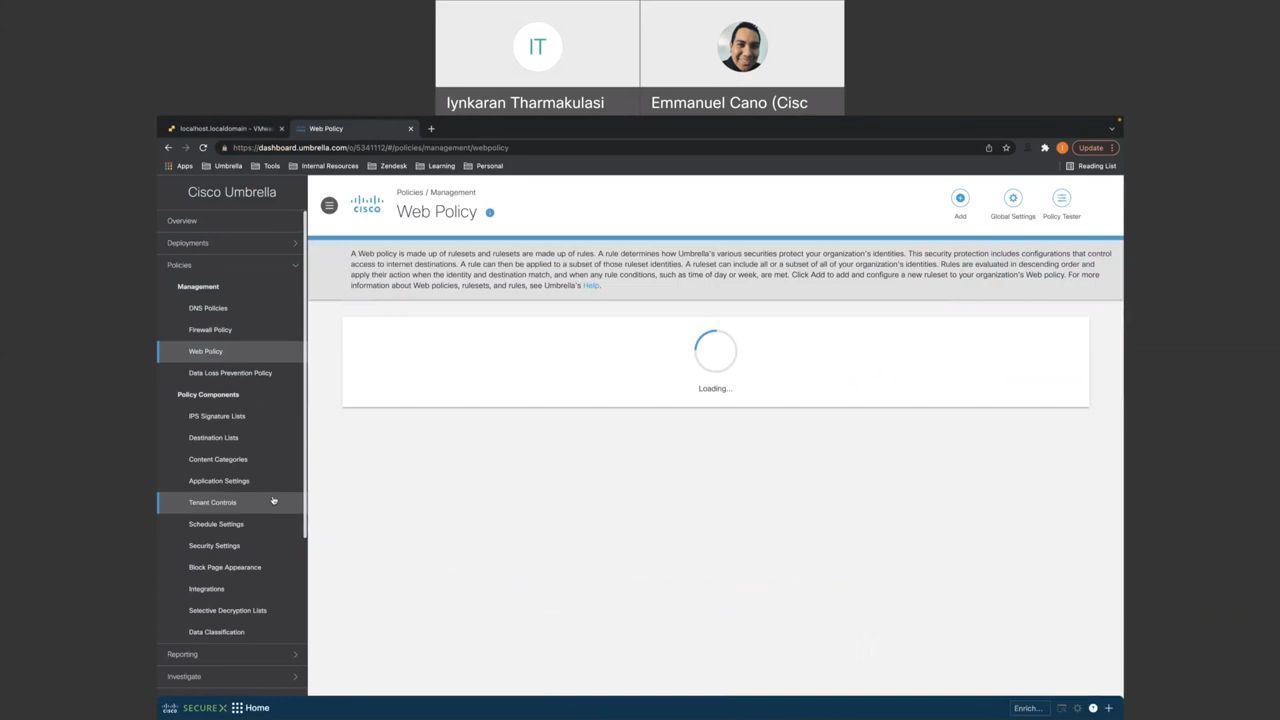 IT
Iynkaran Tharmakulasi
Emmanuel Cano (Cisc
localhost.localdomain - VMwa
Web Policy
https://dashboard.umbrella.com/o/5341112/#/policies/management/webpolicy
Update
Apps
Umbrella
Tools
Internal Resources
Zendesk
Learning
Personal
Reading List
Cisco Umbrella
Overview
Deployments
Policies
Management
DNS Policies
Firewall Policy
Web Policy
Data Loss Prevention Policy
Policy Components
IPS Signature Lists
Destination Lists
Content Categories
Application Settings
Tenant Controls
Schedule Settings
Security Settings
Block Page Appearance
Integrations
Selective Decryption Lists
Data Classification
Reporting
Investigate
CISCO
Policies / Management
Web Policy
Add
Global Settings
Policy Tester
A Web policy is made up of rulesets and rulesets are made up of rules. A rule determines how Umbrella's various securities protect your organization's identities. This security protection includes configurations that control
access to internet destinations. A rule can then be applied to a subset of those ruleset identities. A ruleset can include all or a subset of all of your organization's identities. Rules are evaluated in descending order and
apply their action when the identity and destination match, and when any rule conditions, such as time of day or week, are met. Click Add to add and configure a new ruleset to your organization's Web policy. For more
information about Web policies, rulesets, and rules, see Umbrella's Help.
Loading...
CISCO SECUREX
Home
Enrich...